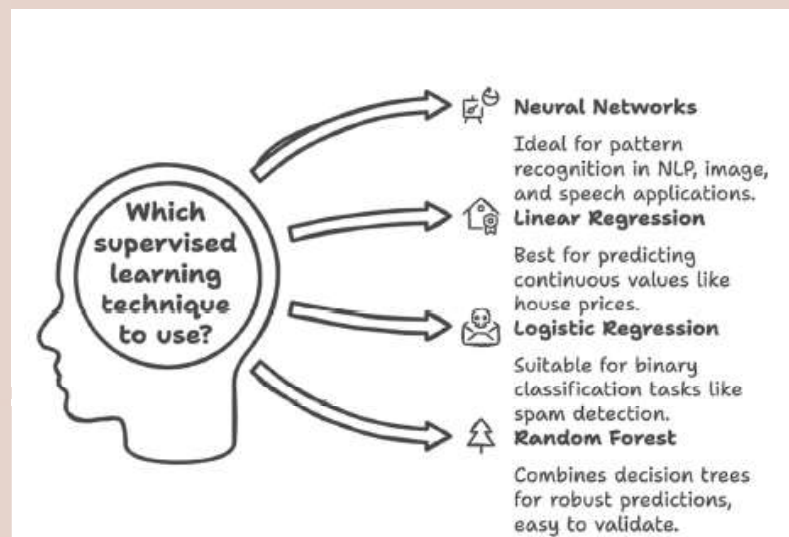 Which
supervised
learning
technique
to use?
Neural Networks
Ideal for pattern
recognition in NLP, image,
and speech applications.
Linear Regression
Best for predicting
continuous values like
house prices.
Logistic Regression
Suitable for binary
classification tasks like
spam detection.
Random Forest
Combines decision trees
for robust predictions,
easy to validate.